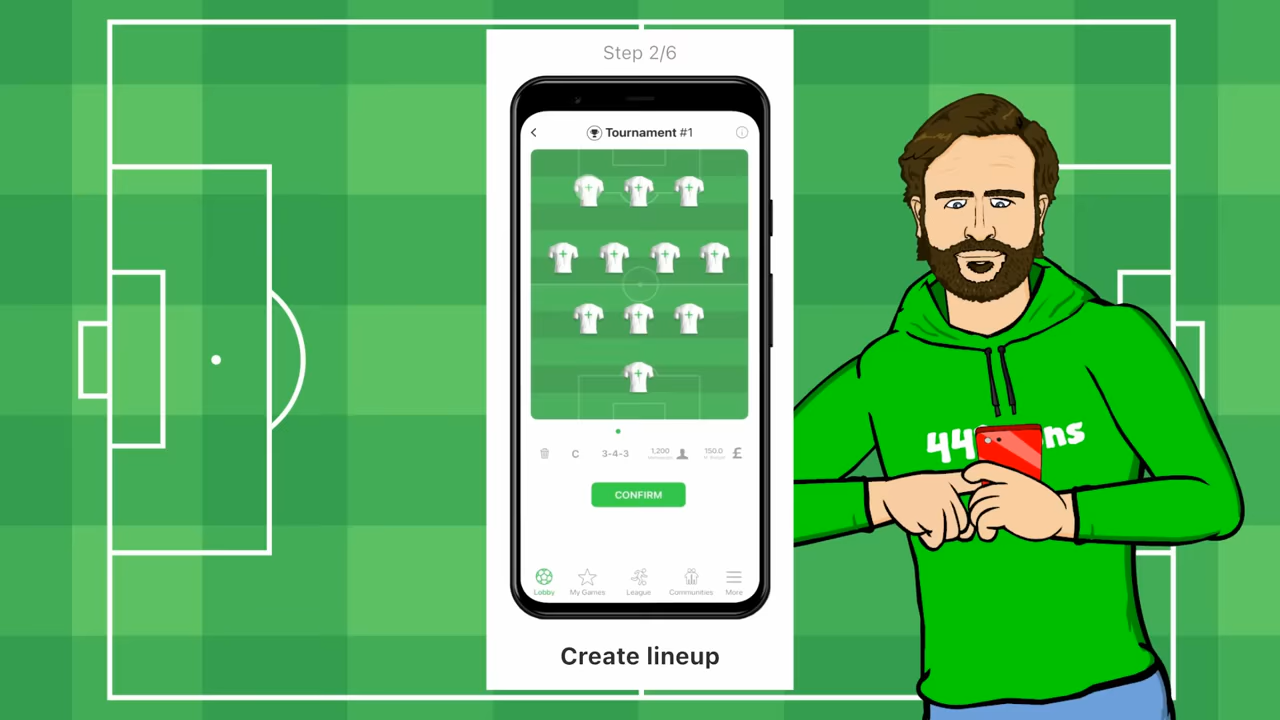 Step 2/6
Tournament #1
C
3-4-3
1,200
150.0
£
CONFIRM
Lobby
My Games
League
Communities
More
Create lineup